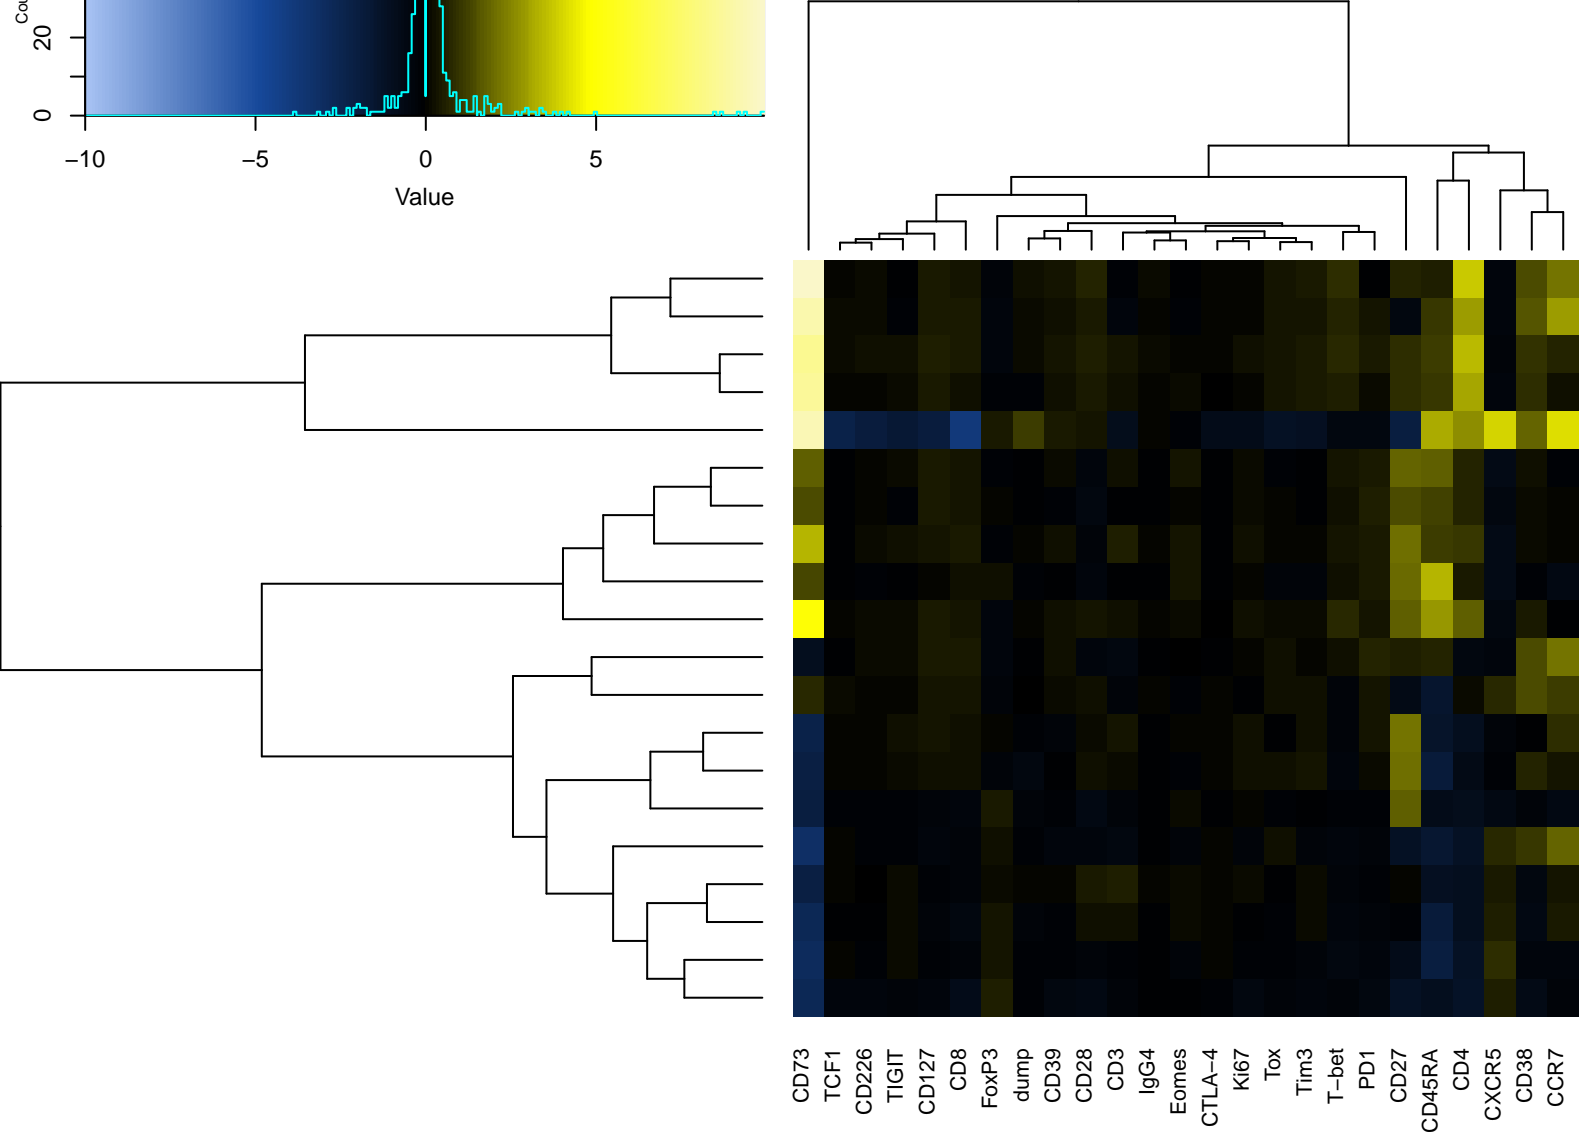 Cou
20
0
−10 −5 0 5
Value
CD73 TCF1 CD226 TIGIT CD127 CD8 FoxP3 dump CD39 CD28 CD3 IgG4 Eomes CTLA−4 Ki67 Tox Tim3 T−bet PD1 CD27 CD45RA CD4 CXCR5 CD38 CCR7